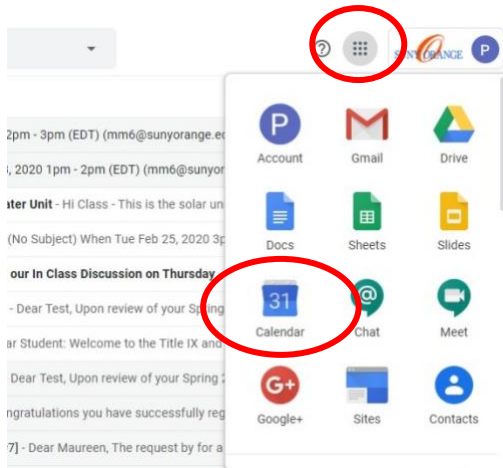 SUNY ORANGE P
2pm - 3pm (EDT) (mm6@sunyorange.ed
P
, 2020 1pm - 2pm (EDT) (mm6@sunyor
Account Gmail Drive
ater Unit - Hi Class - This is the solar un
(No Subject) When Tue Feb 25, 2020 3p
Docs Sheets Slides
our In Class Discussion on Thursday
31
- Dear Test, Upon review of your Spring
Calendar Chat Meet
ar Student: Welcome to the Title IX and
Dear Test, Upon review of your Spring
G+
ngratulations you have successfully reg
Google+ Sites Contacts
7] - Dear Maureen, The request by for a